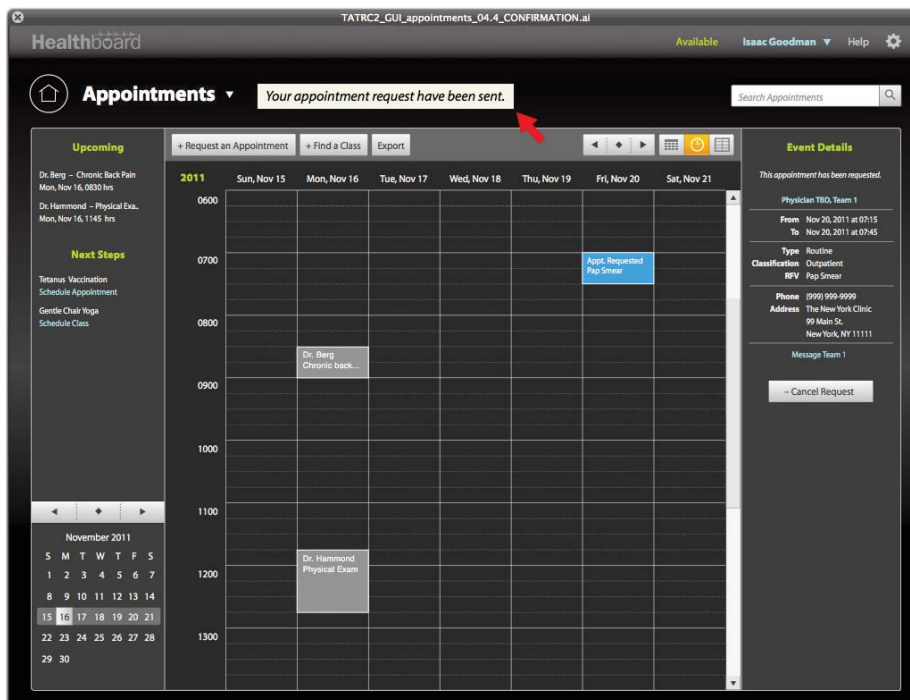 TATRC2_GUI_appointments_04.4_CONFIRMATION.ai
Healthboard
Available
Isaac Goodman
Help
Appointments
Your appointment request have been sent.
Search Appointments
Upcoming
Dr. Berg – Chronic Back Pain
Mon, Nov 16, 0830 hrs
Dr. Hammond – Physical Exa..
Mon, Nov 16, 1145 hrs
Next Steps
Tetanus Vaccination
Schedule Appointment
Gentle Chair Yoga
Schedule Class
November 2011
S M T W T F S
1 2 3 4 5 6 7
8 9 10 11 12 13 14
15 16 17 18 19 20 21
22 23 24 25 26 27 28
29 30
+ Request an Appointment
+ Find a Class
Export
2011 Sun, Nov 15 Mon, Nov 16 Tue, Nov 17 Wed, Nov 18 Thu, Nov 19 Fri, Nov 20 Sat, Nov 21
0600
0700
Appt. Requested
Pap Smear
0800
Dr. Berg
Chronic back...
0900
1000
1100
Dr. Hammond
Physical Exam
1200
1300
Event Details
This appointment has been requested.
Physician TBD, Team 1
From Nov 20, 2011 at 07:15
To Nov 20, 2011 at 07:45
Type Routine
Classification Outpatient
RFV Pap Smear
Phone (999) 999-9999
Address The New York Clinic
99 Main St.
New York, NY 11111
Message Team 1
– Cancel Request